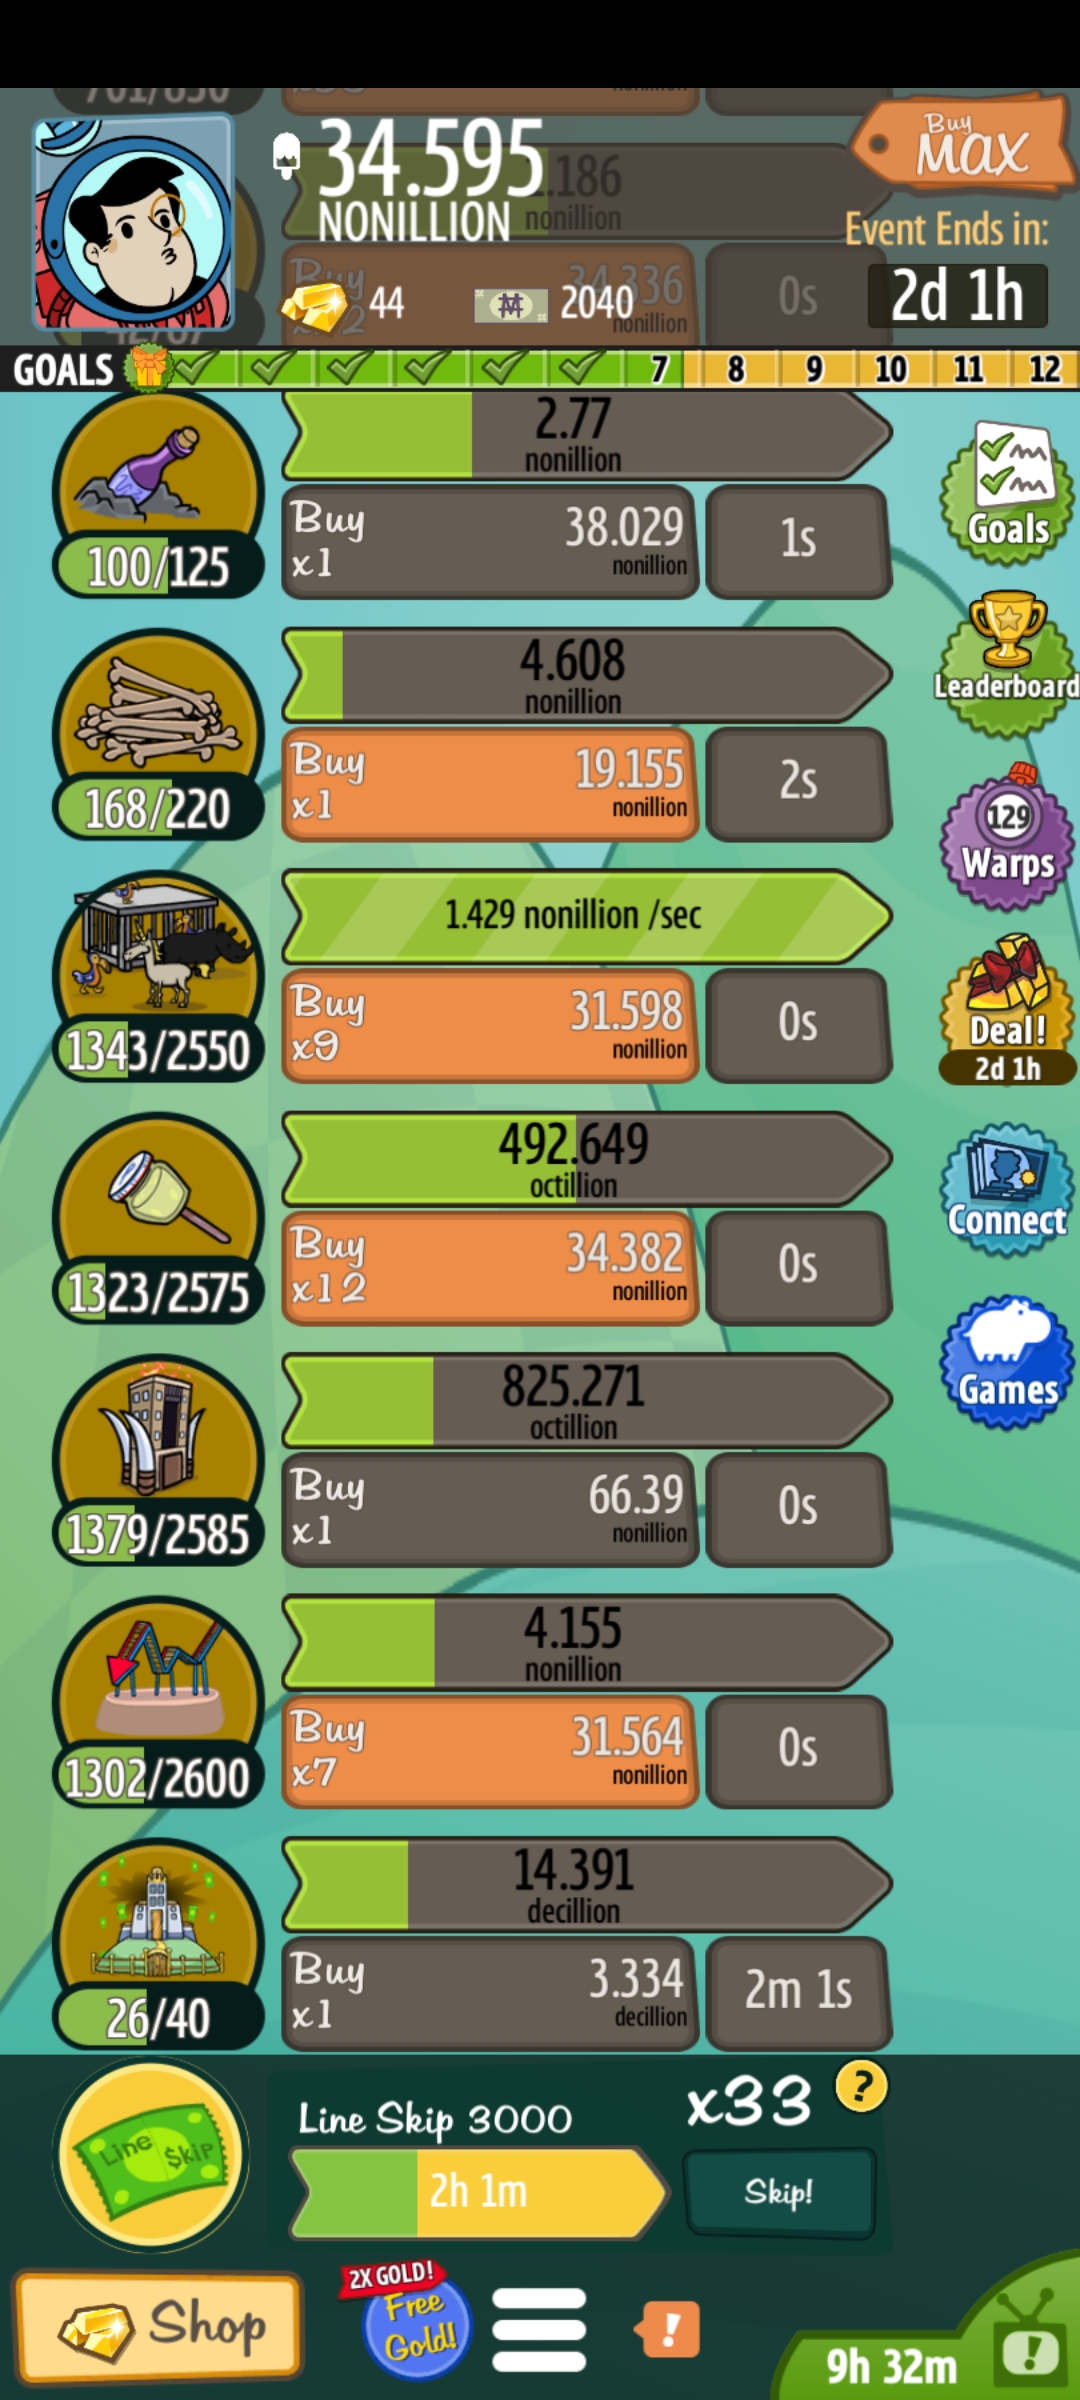 701/850
34.595
NONILLION
.186
nonillion
Buy
MAX
Event Ends in:
2d 1h
Buy
34.336
nonillion
0s
44
2040
GOALS
7
8
9
10
11
12
2.77
nonillion
100/125
Buy
x1
38.029
nonillion
1s
Goals
4.608
nonillion
168/220
Buy
x1
19.155
nonillion
2s
Leaderboard
129
Warps
1.429 nonillion /sec
1343/2550
Buy
x9
31.598
nonillion
0s
Deal!
2d 1h
492.649
octillion
1323/2575
Buy
x12
34.382
nonillion
0s
Connect
825.271
octillion
1379/2585
Buy
x1
66.39
nonillion
0s
Games
4.155
nonillion
1302/2600
Buy
x7
31.564
nonillion
0s
14.391
decillion
26/40
Buy
x1
3.334
decillion
2m 1s
Line $kip
Line Skip 3000
x33
?
2h 1m
Skip!
Shop
2X GOLD!
Free
Gold!
!
9h 32m
!